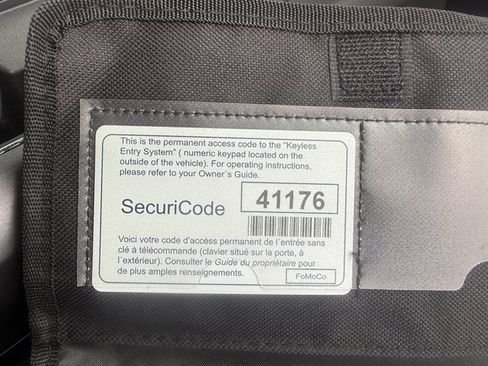 This is the permanent access code to the “Keyless
Entry System” ( numeric keypad located on the
outside of the vehicle). For operating instructions,
please refer to your Owner´s Guide.
SecuriCode
41176
Voici votre code d'accès permanent de l´entrée sans
clé à télécommande (clavier situé sur la porte, à
l´extérieur). Consulter le Guide du propriétaire pour
de plus amples renseignements.
FoMoCo